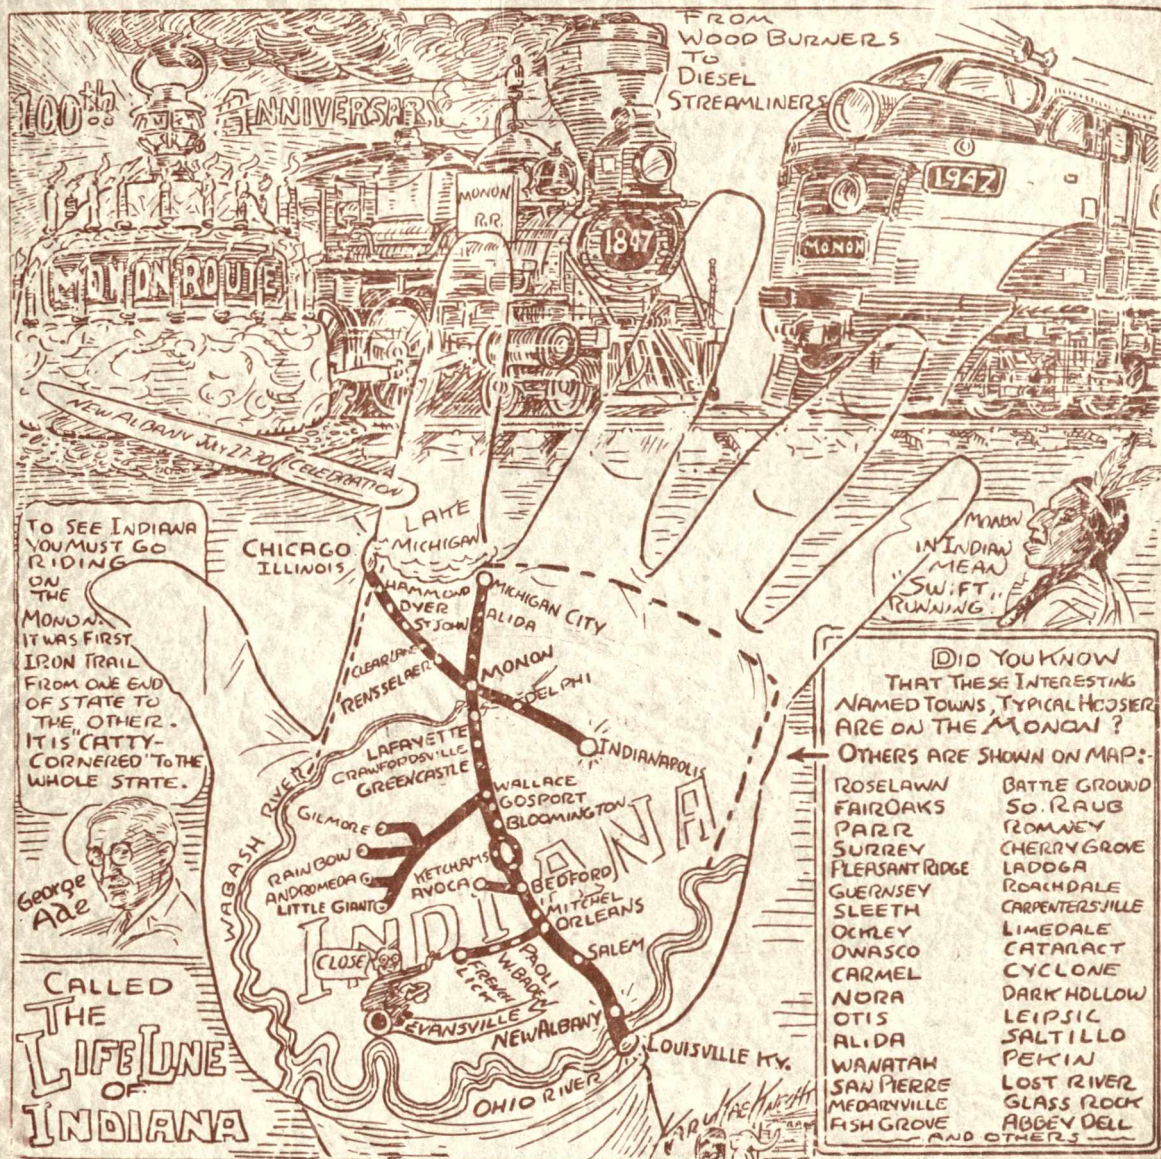 FROM
WOOD BURNERS
TO
DIESEL
STREAMLINERS
100th ANNIVERSARY
MONON ROUTE
MONON
R.R.
1847
1947
MONON
NEW ALBANY JULY 27-30 CELEBRATION
TO SEE INDIANA
YOU MUST GO
RIDING
ON
THE
MONON.
IT WAS FIRST
IRON TRAIL
FROM ONE END
OF STATE TO
THE OTHER.
IT IS "CATTY-
CORNERED" TO THE
WHOLE STATE.
George
Ade
CALLED
THE
LIFE LINE
OF
INDIANA
LAKE
MICHIGAN
CHICAGO
ILLINOIS
HAMMOND
DYER
ST JOHN
MICHIGAN CITY
ALIDA
RENSSELAER
MONON
DELPHI
INDIANAPOLIS
LAFAYETTE
CRAWFORDSVILLE
GREENCASTLE
WALLACE
GOSPORT
BLOOMINGTON
WABASH RIVER
GILMORE
RAINBOW
ANDROMEDA
LITTLE GIANT
KETCHAMS
AVOCA
BEDFORD
MITCHEL
ORLEANS
INDIANA
SALEM
PAOLI
W. BADEN
FRENCH
LICK
CLOSE
EVANSVILLE
NEW ALBANY
LOUISVILLE KY.
OHIO RIVER
MONON
IN INDIAN
MEAN
"SWIFT
RUNNING"
DID YOU KNOW
THAT THESE INTERESTING
NAMED TOWNS, TYPICAL HOOSIER
ARE ON THE MONON?
OTHERS ARE SHOWN ON MAP:-
ROSELAWN BATTLE GROUND
FAIR OAKS SO. RAUB
PARR ROMNEY
SURREY CHERRY GROVE
PLEASANT RIDGE LADOGA
GUERNSEY ROACHDALE
SLEETH CARPENTERSVILLE
OCKLEY LIMEDALE
OWASCO CATARACT
CARMEL CYCLONE
NORA DARK HOLLOW
OTIS LEIPSIC
ALIDA SALTILLO
WANATAH PEKIN
SAN PIERRE LOST RIVER
MEDARYVILLE GLASS ROCK
FISH GROVE ABBEY DELL
AND OTHERS